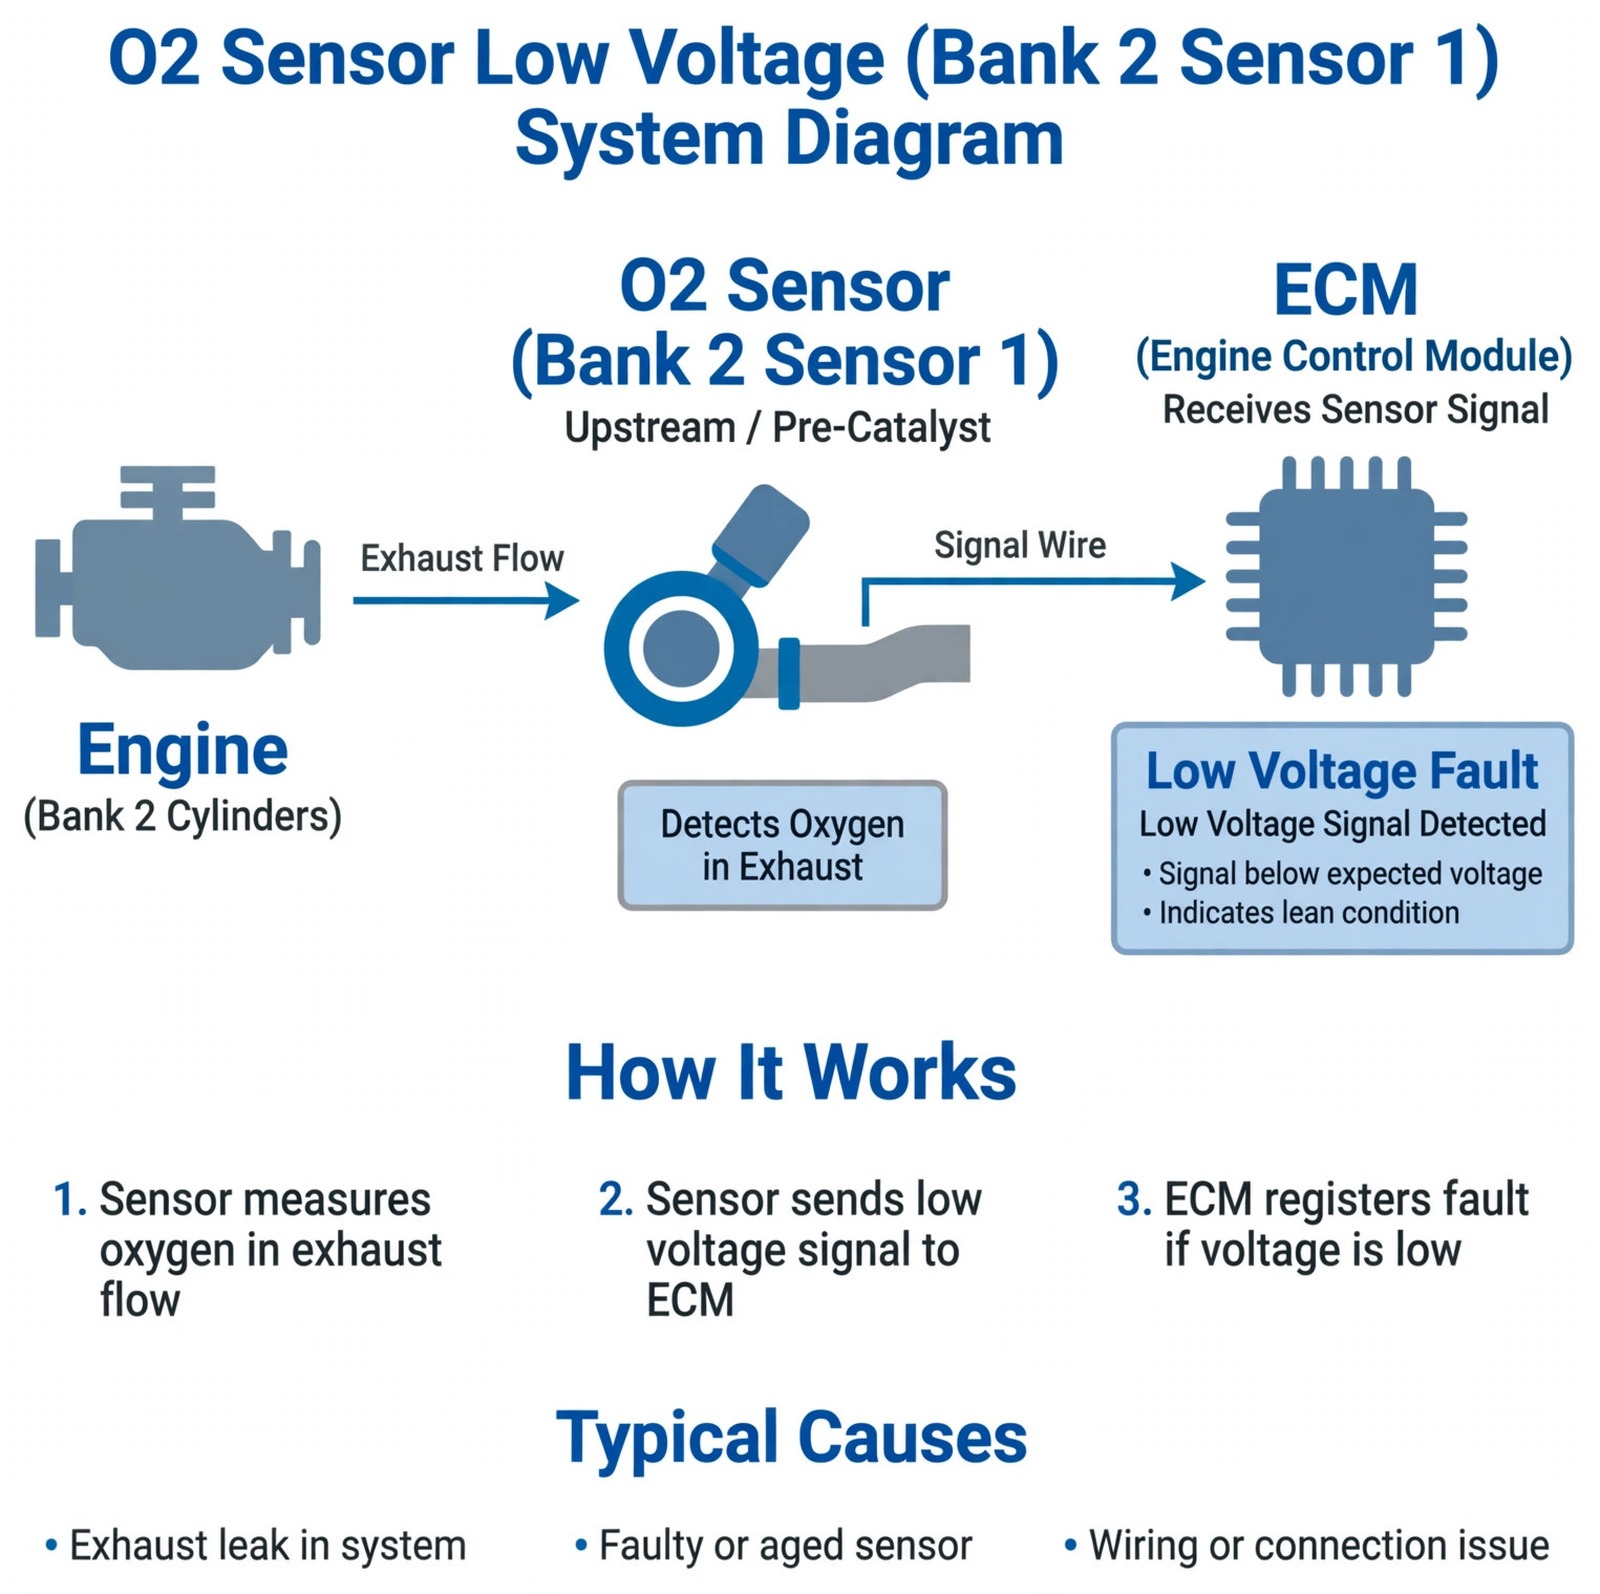 O2 Sensor Low Voltage (Bank 2 Sensor 1)
System Diagram
O2 Sensor
(Bank 2 Sensor 1)
Upstream / Pre-Catalyst
ECM
(Engine Control Module)
Receives Sensor Signal
Exhaust Flow
Signal Wire
Engine
(Bank 2 Cylinders)
Detects Oxygen
in Exhaust
Low Voltage Fault
Low Voltage Signal Detected
• Signal below expected voltage
• Indicates lean condition
How It Works
1. Sensor measures
oxygen in exhaust
flow
2. Sensor sends low
voltage signal to
ECM
3. ECM registers fault
if voltage is low
Typical Causes
• Exhaust leak in system
• Faulty or aged sensor
• Wiring or connection issue